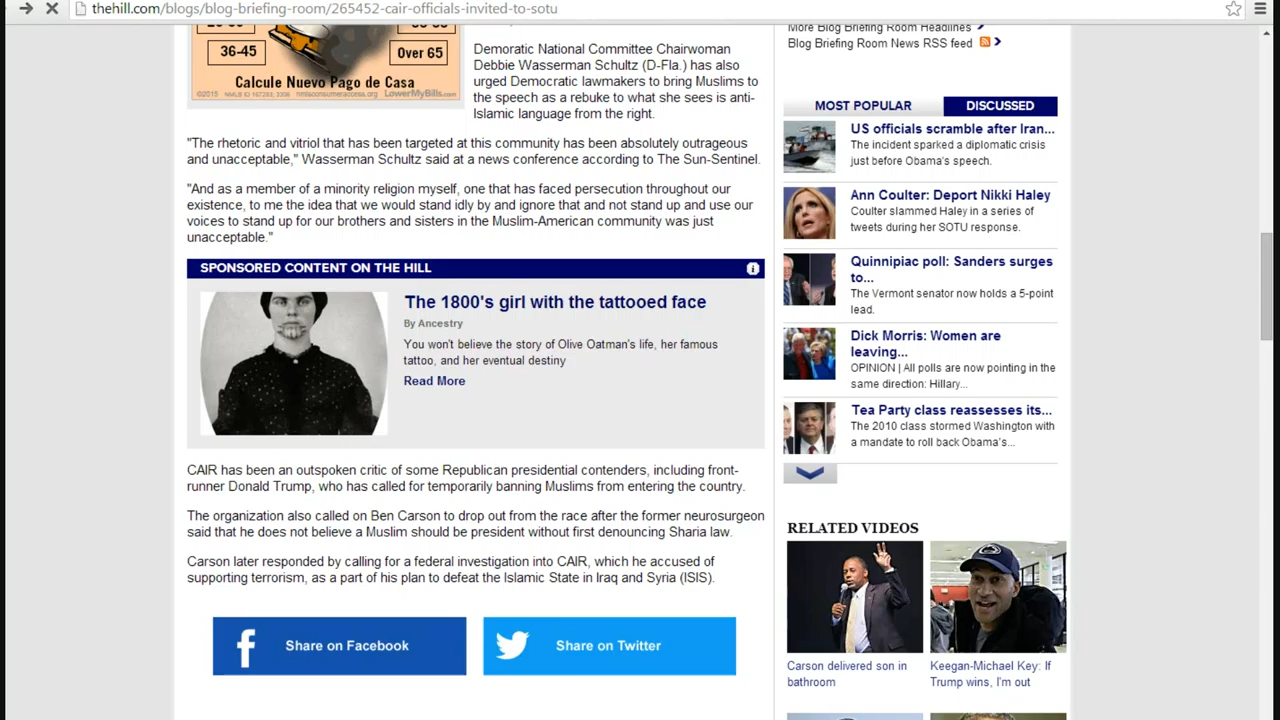 thehill.com/blogs/blog-briefing-room/265452-cair-officials-invited-to-sotu
36-45
Over 65
Calcule Nuevo Pago de Casa
©2015
LowerMyBills.com
Demoratic National Committee Chairwoman
Debbie Wasserman Schultz (D-Fla.) has also
urged Democratic lawmakers to bring Muslims to
the speech as a rebuke to what she sees is anti-
Islamic language from the right.
"The rhetoric and vitriol that has been targeted at this community has been absolutely outrageous
and unacceptable," Wasserman Schultz said at a news conference according to The Sun-Sentinel.
"And as a member of a minority religion myself, one that has faced persecution throughout our
existence, to me the idea that we would stand idly by and ignore that and not stand up and use our
voices to stand up for our brothers and sisters in the Muslim-American community was just
unacceptable."
SPONSORED CONTENT ON THE HILL
The 1800's girl with the tattooed face
By Ancestry
You won't believe the story of Olive Oatman's life, her famous
tattoo, and her eventual destiny
Read More
CAIR has been an outspoken critic of some Republican presidential contenders, including front-
runner Donald Trump, who has called for temporarily banning Muslims from entering the country.
The organization also called on Ben Carson to drop out from the race after the former neurosurgeon
said that he does not believe a Muslim should be president without first denouncing Sharia law.
Carson later responded by calling for a federal investigation into CAIR, which he accused of
supporting terrorism, as a part of his plan to defeat the Islamic State in Iraq and Syria (ISIS).
Share on Facebook
Share on Twitter
More Blog Briefing Room Headlines
Blog Briefing Room News RSS feed
MOST POPULAR
DISCUSSED
US officials scramble after Iran...
The incident sparked a diplomatic crisis
just before Obama's speech.
Ann Coulter: Deport Nikki Haley
Coulter slammed Haley in a series of
tweets during her SOTU response.
Quinnipiac poll: Sanders surges
to...
The Vermont senator now holds a 5-point
lead.
Dick Morris: Women are
leaving...
OPINION | All polls are now pointing in the
same direction: Hillary...
Tea Party class reassesses its...
The 2010 class stormed Washington with
a mandate to roll back Obama's...
RELATED VIDEOS
Carson delivered son in
bathroom
Keegan-Michael Key: If
Trump wins, I'm out